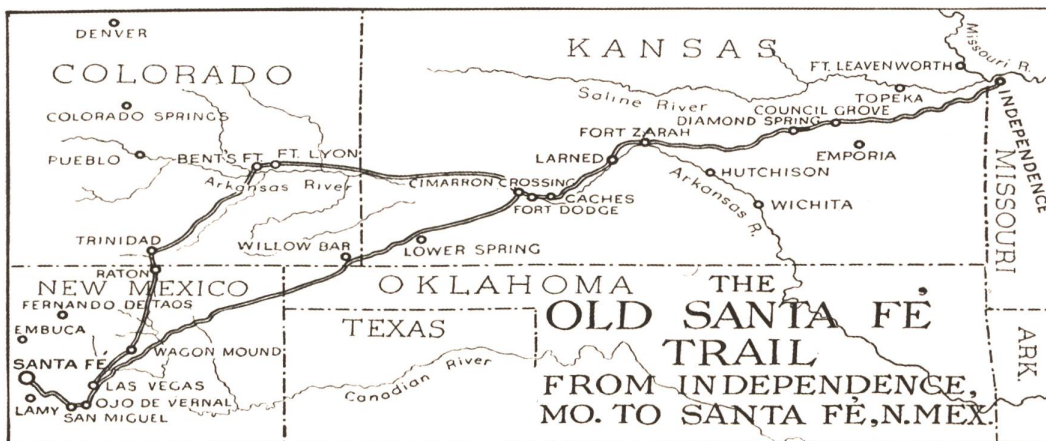 DENVER
COLORADO
COLORADO SPRINGS
PUEBLO
BENT'S FT.
FT. LYON
Arkansas River
TRINIDAD
KANSAS
Missouri R.
FT. LEAVENWORTH
Saline River
TOPEKA
COUNCIL GROVE
DIAMOND SPRING
INDEPENDENCE
FORT ZARAH
EMPORIA
MISSOURI
LARNED
HUTCHISON
Arkansas R.
CIMARRON CROSSING
CACHES
FORT DODGE
WICHITA
WILLOW BAR
LOWER SPRING
RATON
NEW MEXICO
FERNANDO DE TAOS
EMBUCA
SANTA FÉ
WAGON MOUND
LAS VEGAS
LAMY
OJO DE VERNAL
SAN MIGUEL
OKLAHOMA
TEXAS
Canadian River
ARK.
THE
OLD SANTA FÉ
TRAIL
FROM INDEPENDENCE,
MO. TO SANTA FÉ, N.MEX.